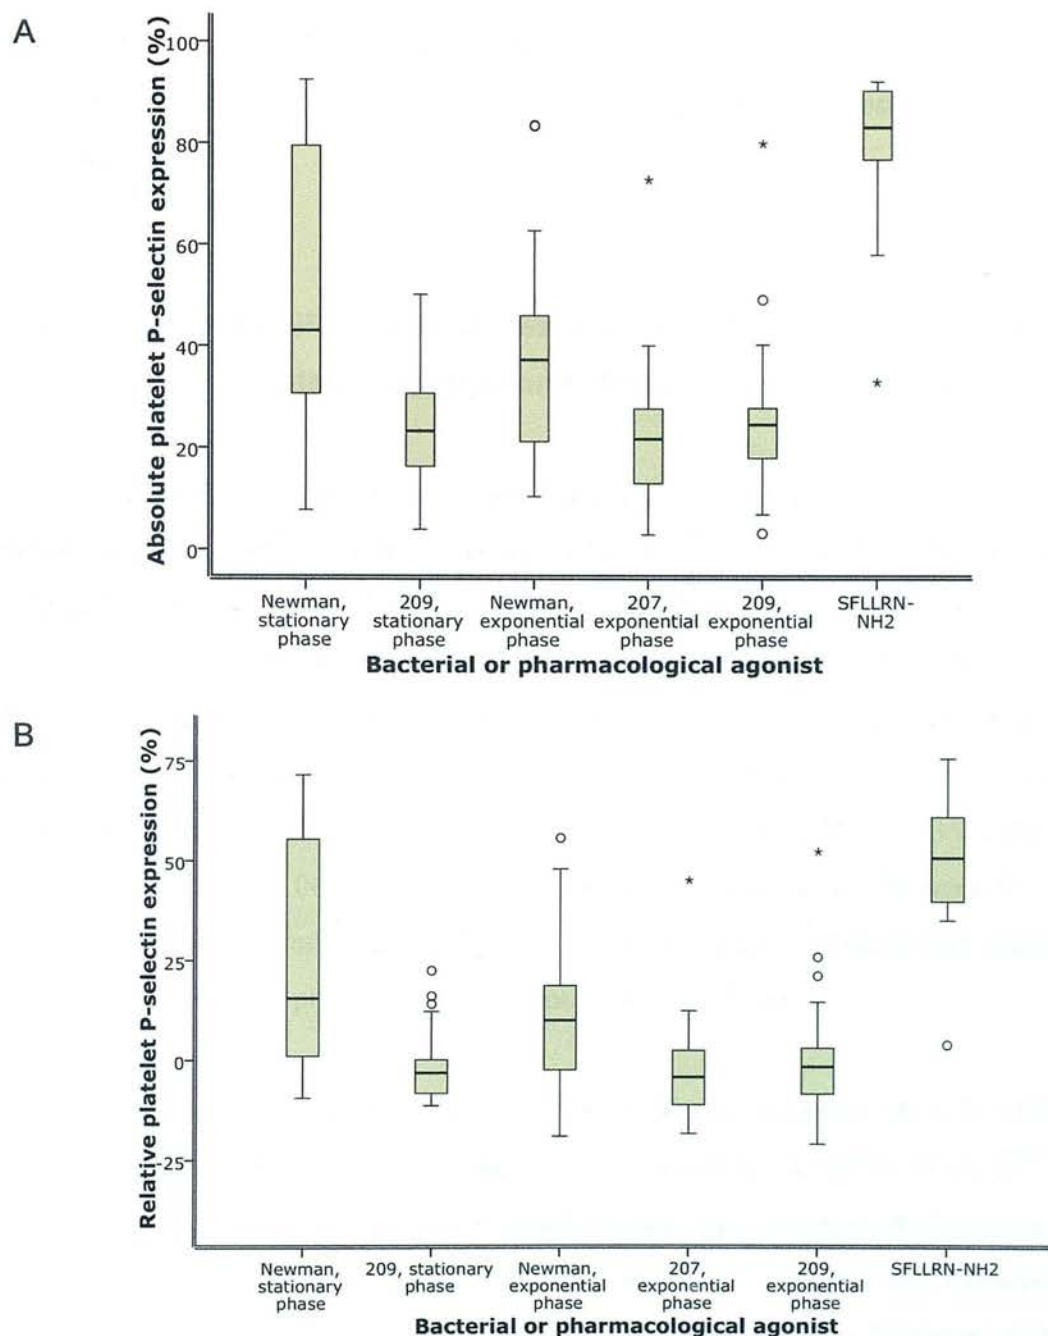 A
Absolute platelet P-selectin expression (%)
100
80
60
40
20
0
Newman, stationary phase
209, stationary phase
Newman, exponential phase
207, exponential phase
209, exponential phase
SFLLRN-NH2
Bacterial or pharmacological agonist
B
Relative platelet P-selectin expression (%)
75
50
25
0
-25
Newman, stationary phase
209, stationary phase
Newman, exponential phase
207, exponential phase
209, exponential phase
SFLLRN-NH2
Bacterial or pharmacological agonist